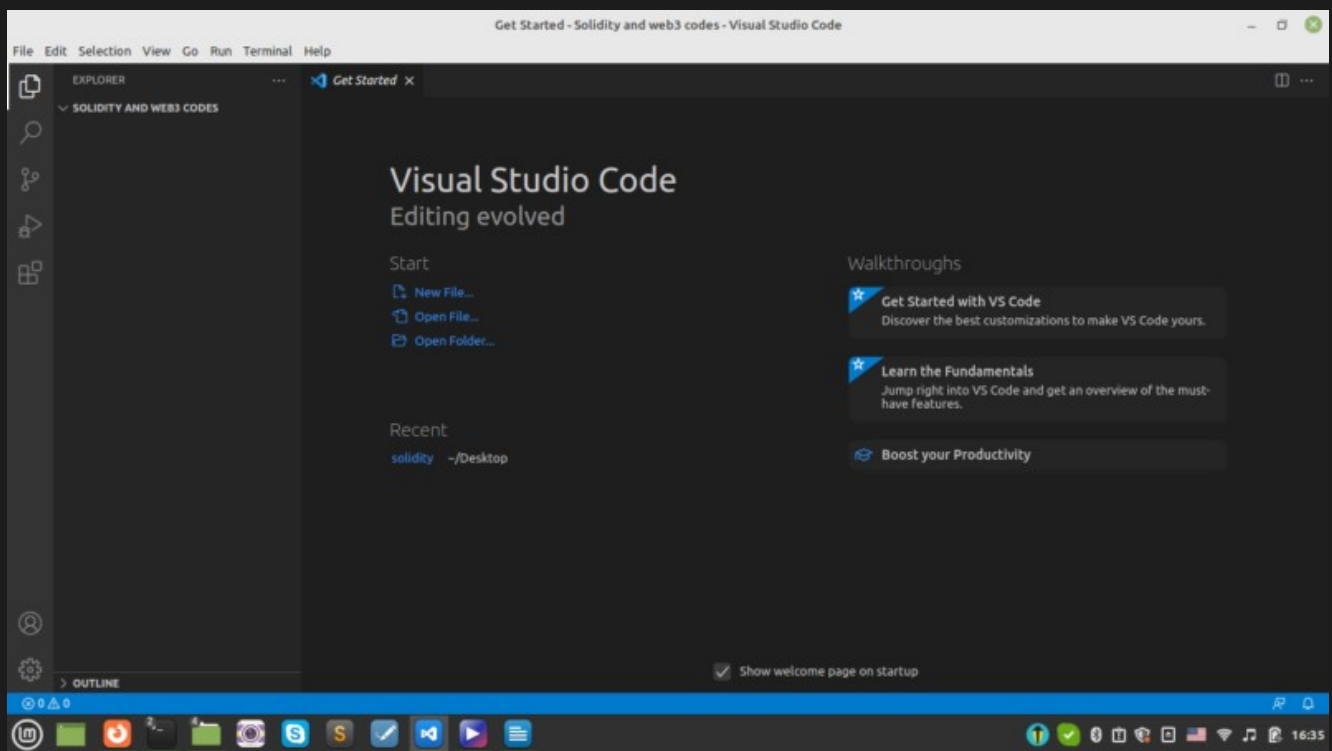 Get Started - Solidity and web3 codes - Visual Studio Code
File Edit Selection View Go Run Terminal Help
EXPLORER
Get Started
SOLIDITY AND WEB3 CODES
Visual Studio Code
Editing evolved
Start
New File...
Open File...
Open Folder...
Recent
solidity ~/Desktop
Walkthroughs
Get Started with VS Code
Discover the best customizations to make VS Code yours.
Learn the Fundamentals
Jump right into VS Code and get an overview of the must-
have features.
Boost your Productivity
Show welcome page on startup
OUTLINE
0 0
2
4
S
S
16:35